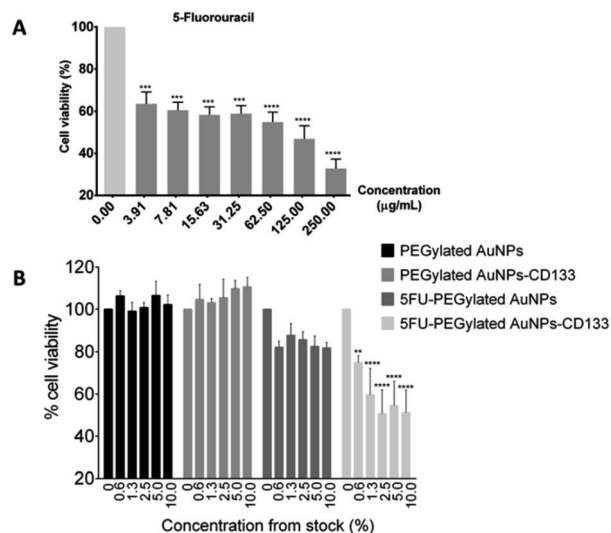 A
5-Fluorouracil
Cell viability (%)
100
80
60
40
20
*** *** *** *** **** **** ****
0.00 3.91 7.81 15.63 31.25 62.50 125.00 250.00
Concentration
(µg/mL)
B
PEGylated AuNPs
PEGylated AuNPs-CD133
5FU-PEGylated AuNPs
5FU-PEGylated AuNPs-CD133
% cell viability
120
100
80
60
40
20
** **** **** **** ****
0 0.6 1.3 2.5 5.0 10.0 0 0.6 1.3 2.5 5.0 10.0 0 0.6 1.3 2.5 5.0 10.0 0 0.6 1.3 2.5 5.0 10.0
Concentration from stock (%)